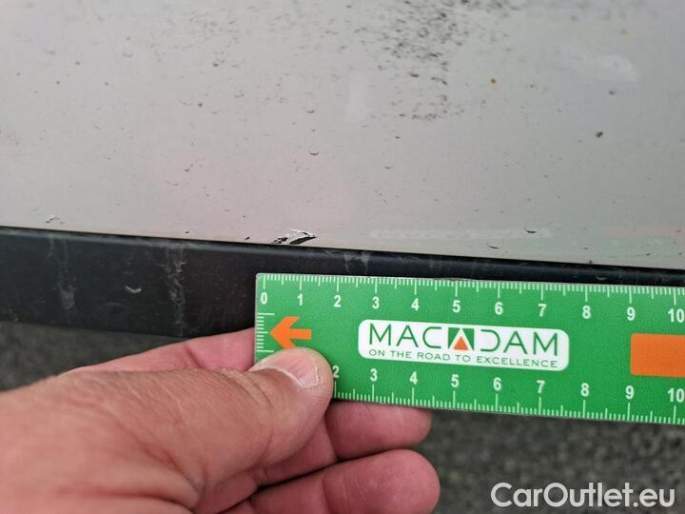 0 1 2 3 4 5 6 7 8 9 10
MACADAM
ON THE ROAD TO EXCELLENCE
2 3 4 5 6 7 8 9 10
CarOutlet.eu